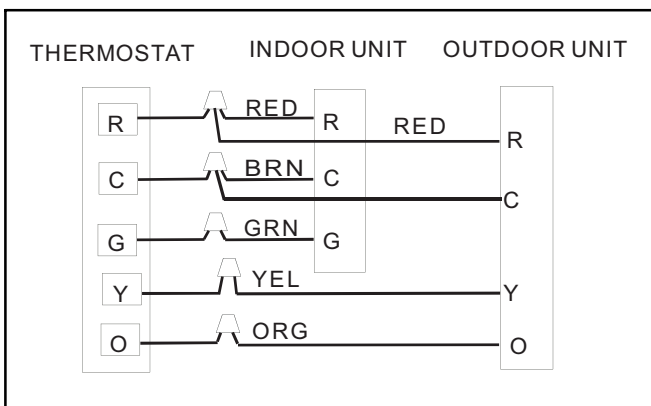 THERMOSTAT INDOOR UNIT OUTDOOR UNIT
R RED R RED R
C BRN C C
G GRN G
Y YEL Y
O ORG O